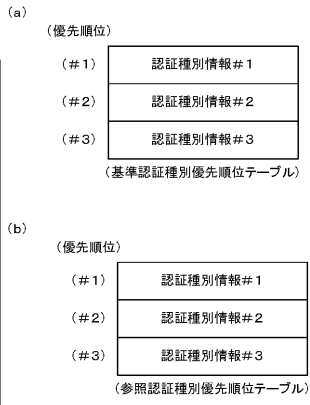 (a)
(優先順位)
(#1) 認証種別情報#1
(#2) 認証種別情報#2
(#3) 認証種別情報#3
(基準認証種別優先順位テーブル)
(b)
(優先順位)
(#1) 認証種別情報#1
(#2) 認証種別情報#2
(#3) 認証種別情報#3
(参照認証種別優先順位テーブル)